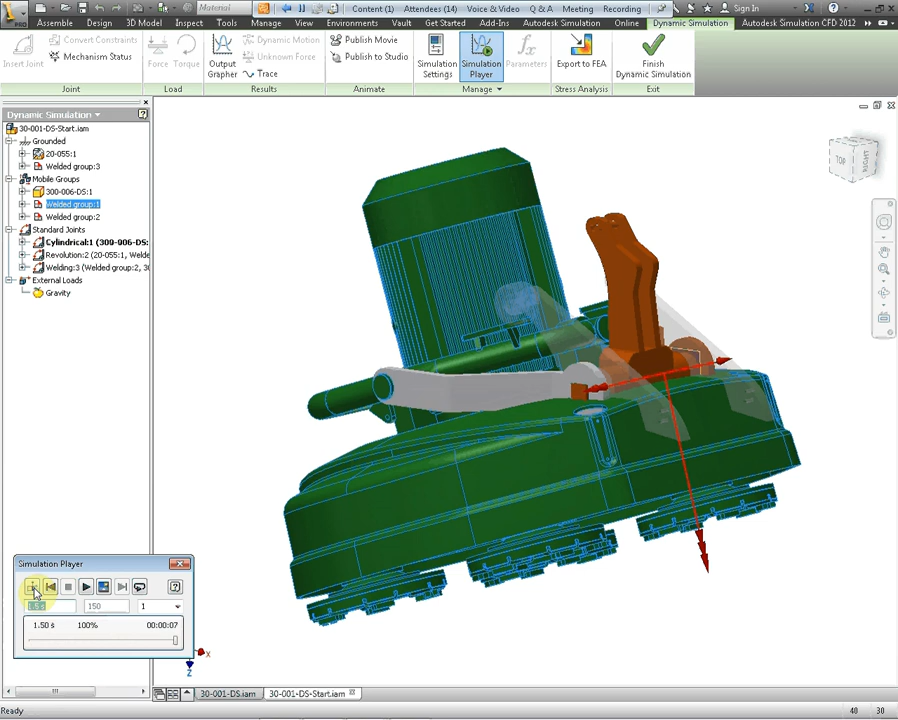 PRO
Material
Content (1) Attendees (14) Voice & Video Q & A Meeting Recording
Sign In
Assembly Design 3D Model Inspect Tools Manage View Environments Vault Get Started Add-Ins Autodesk Simulation Online Dynamic Simulation Autodesk Simulation CFD 2012
Insert Joint
Convert Constraints
Mechanism Status
Force Torque
Output Grapher
Dynamic Motion
Unknown Force
Trace
Publish Movie
Publish to Studio
Simulation Settings
Simulation Player
fx
Parameters
Export to FEA
Finish Dynamic Simulation
Joint Load Results Animate Manage Stress Analysis Exit
Dynamic Simulation
30-001-DS-Start.iam
Grounded
20-055:1
Welded group:3
Mobile Groups
300-006-DS:1
Welded group:1
Welded group:2
Standard Joints
Cylindrical:1 (309-906-DS:
Revolution:2 (20-055:1, Welde
Welding:3 (Welded group:2, 30
External Loads
Gravity
TOP
RIGHT
Simulation Player
1.5 s
150
1
1.50 s 100% 00:00:07
X
Z
30-001-DS.iam
30-001-DS-Start.iam
Ready
40 30